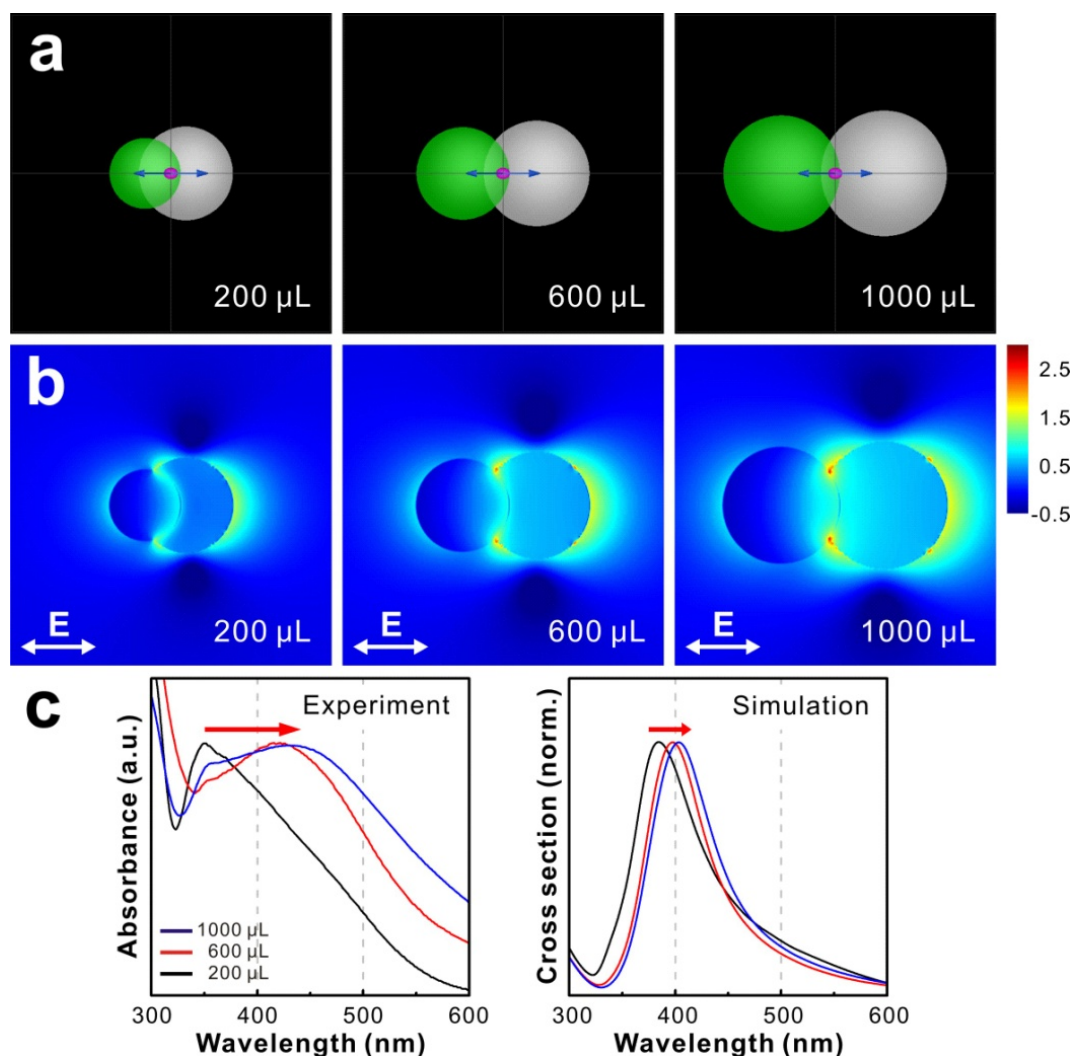 a
200 µL
600 µL
1000 µL
b
2.5
1.5
0.5
-0.5
E
200 µL
E
600 µL
E
1000 µL
c
Experiment
Absorbance (a.u.)
1000 µL
600 µL
200 µL
300
400
500
600
Wavelength (nm)
Simulation
Cross section (norm.)
300
400
500
600
Wavelength (nm)